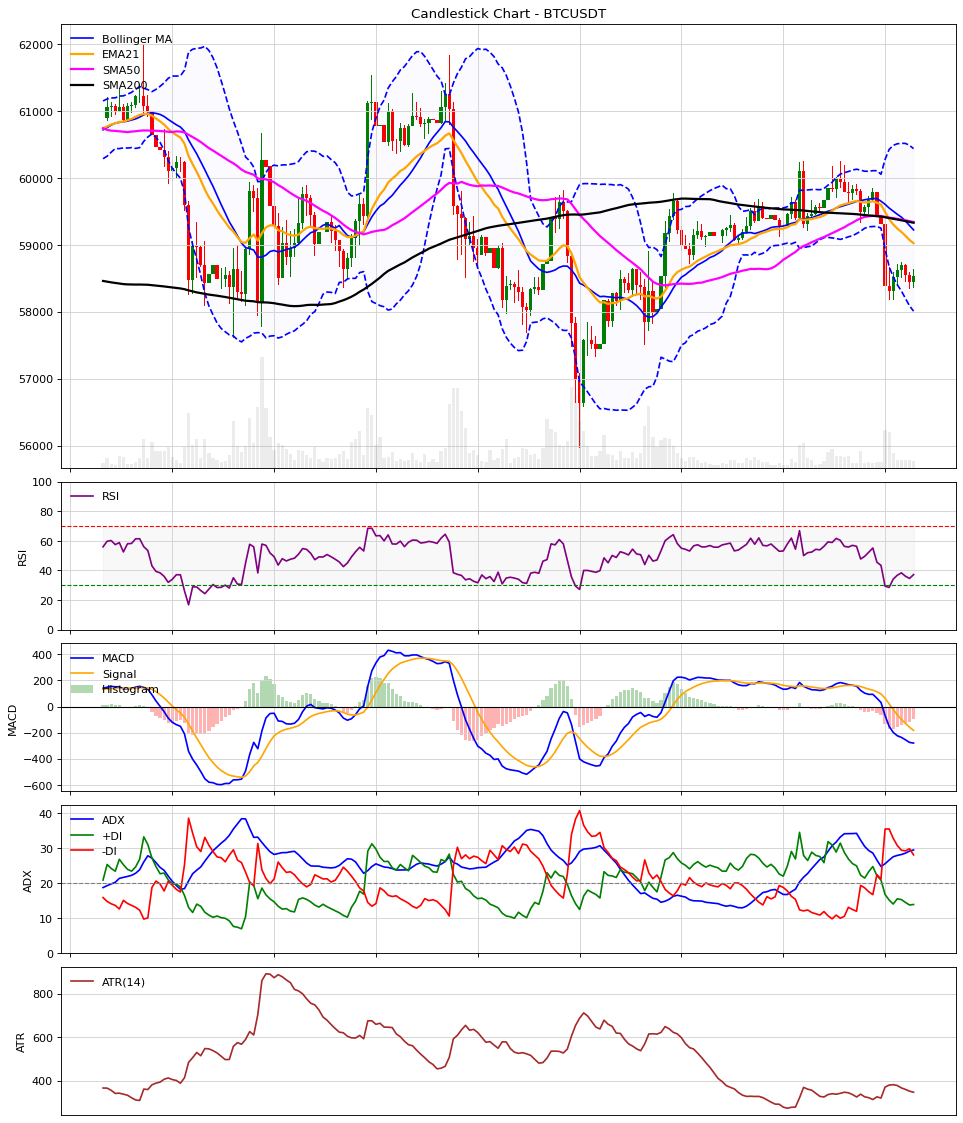 Candlestick Chart - BTCUSDT
Bollinger MA
EMA21
SMA50
SMA200
62000
61000
60000
59000
58000
57000
56000
RSI
RSI
100
80
60
40
20
0
MACD
Signal
Histogram
MACD
400
200
0
−200
−400
−600
ADX
+DI
-DI
ADX
40
30
20
10
0
ATR(14)
ATR
800
600
400